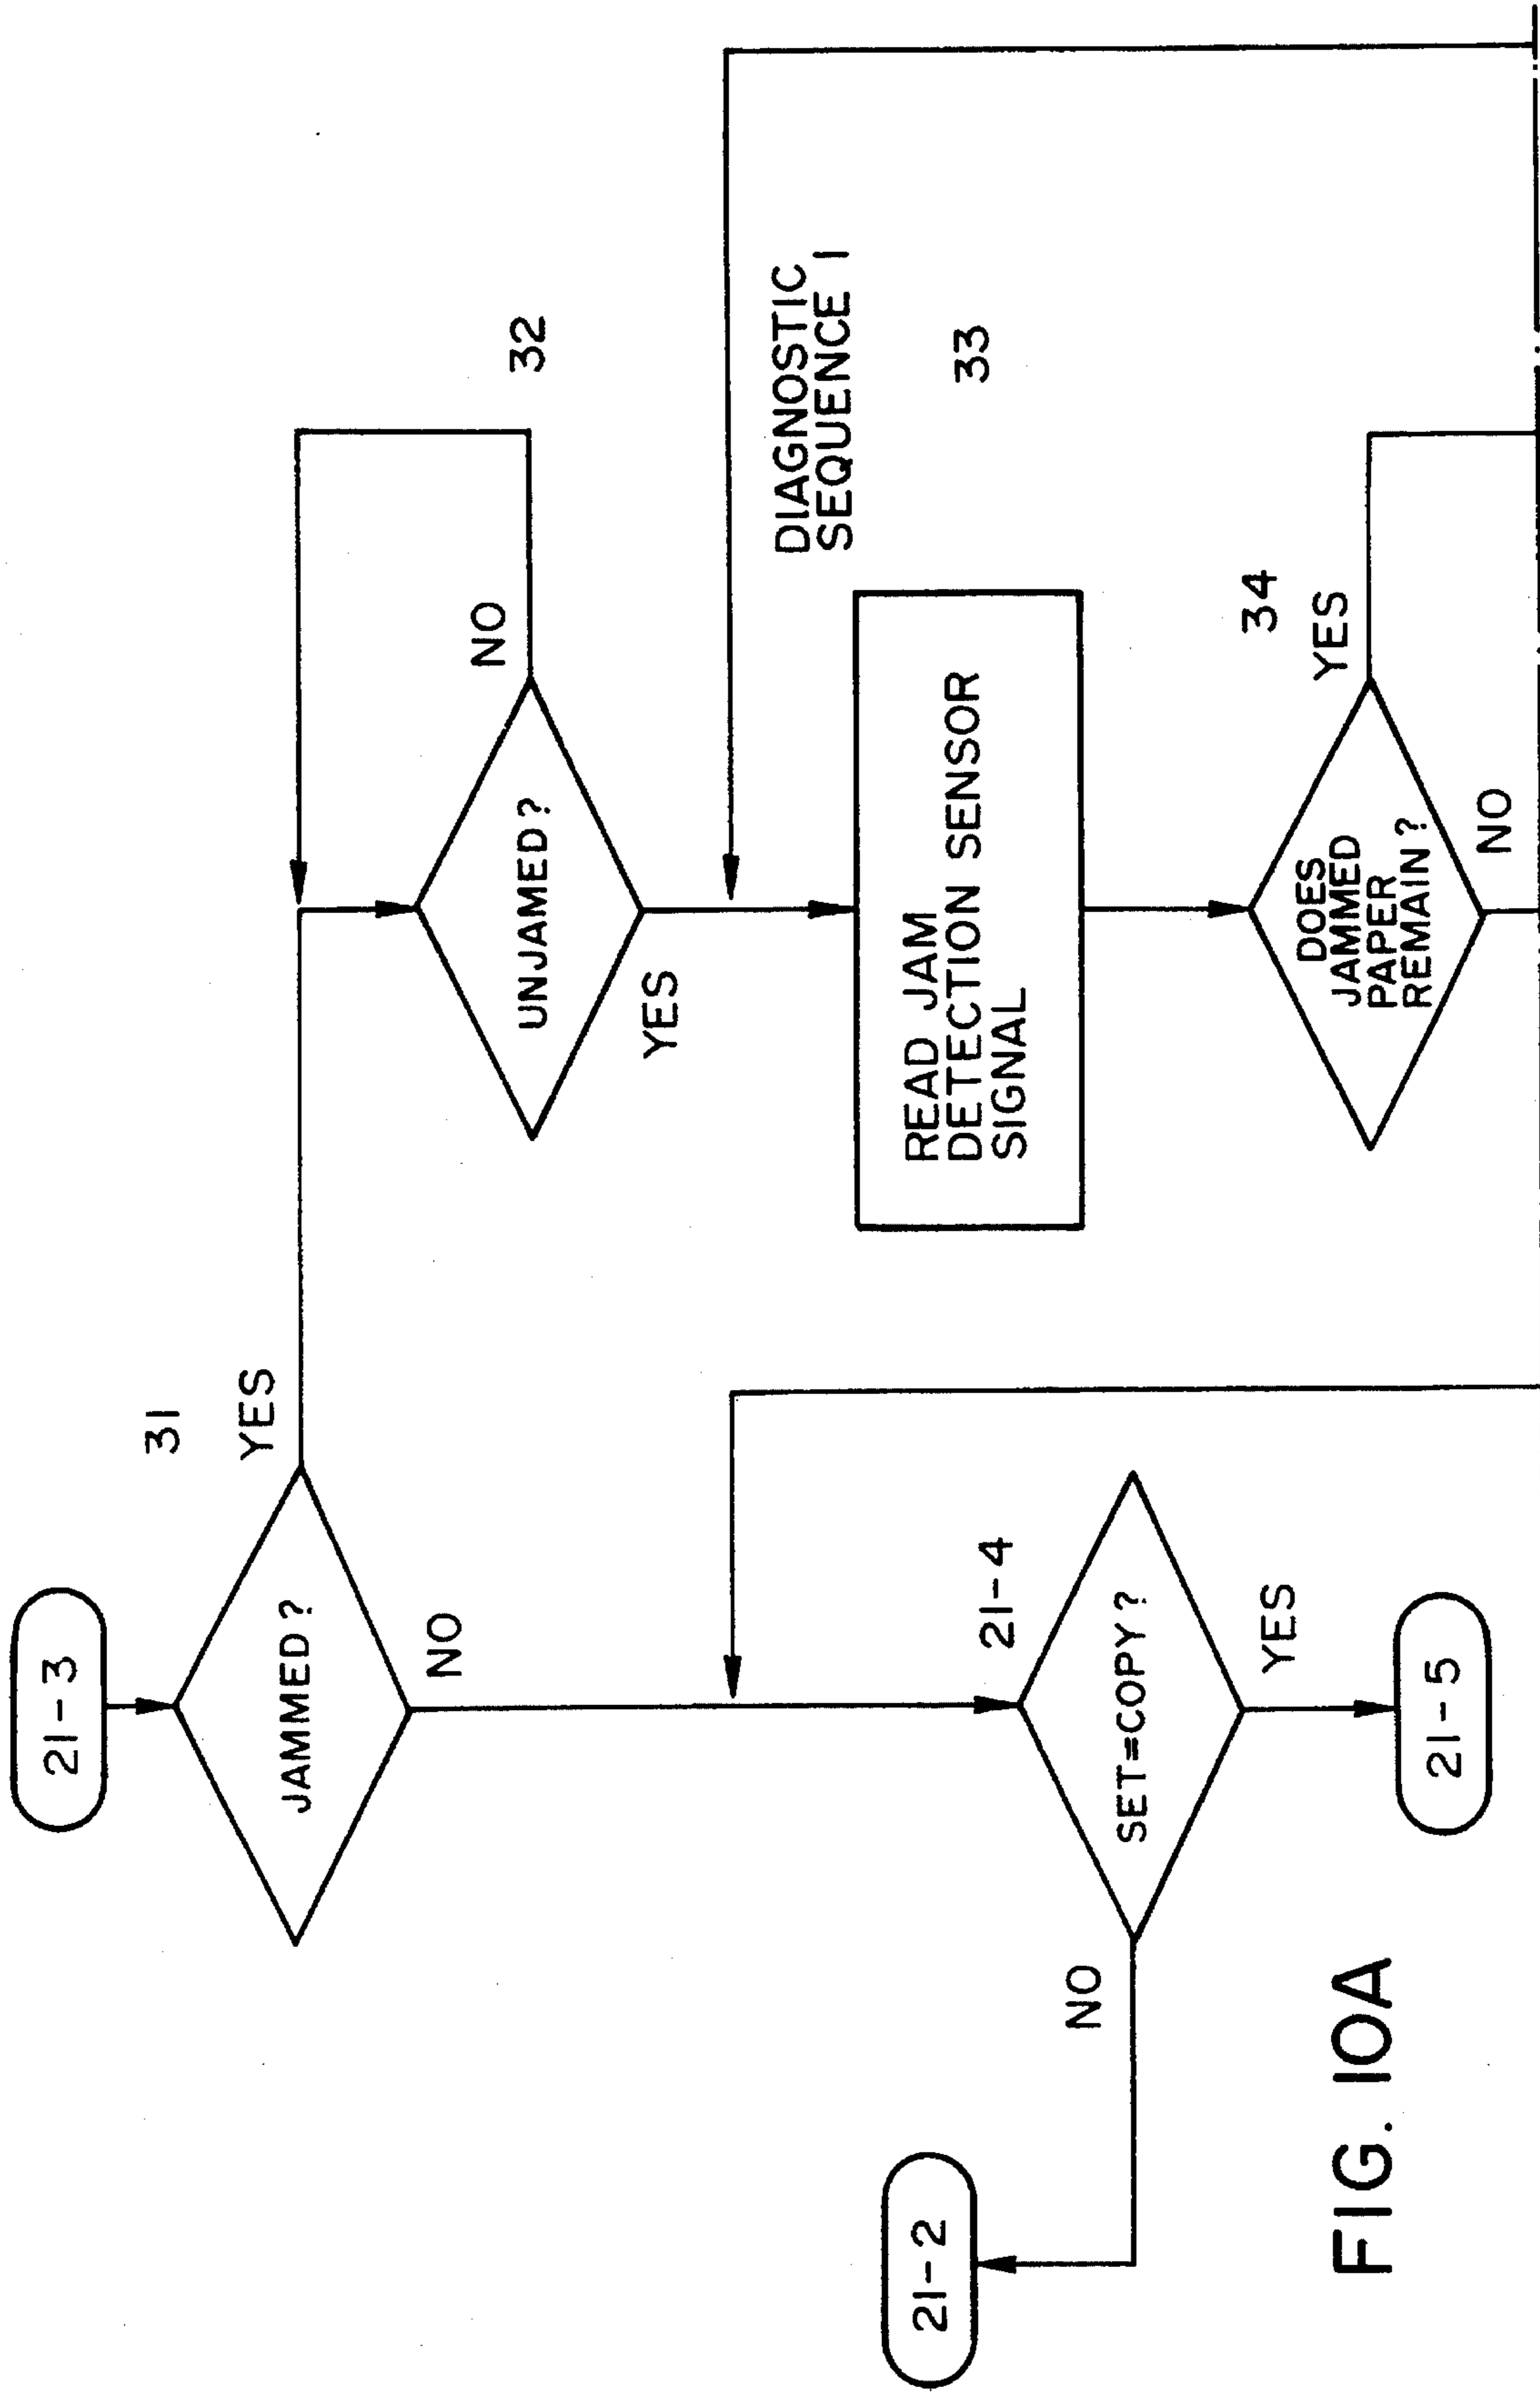 21-3
31
JAMMED?
YES
NO
32
UNJAMED?
NO
YES
DIAGNOSTIC
SEQUENCE 1
33
READ JAM
DETECTION SENSOR
SIGNAL
34
DOES
JAMMED
PAPER
REMAIN?
YES
NO
21-4
SET=COPY?
NO
YES
21-2
21-5
FIG. 10A